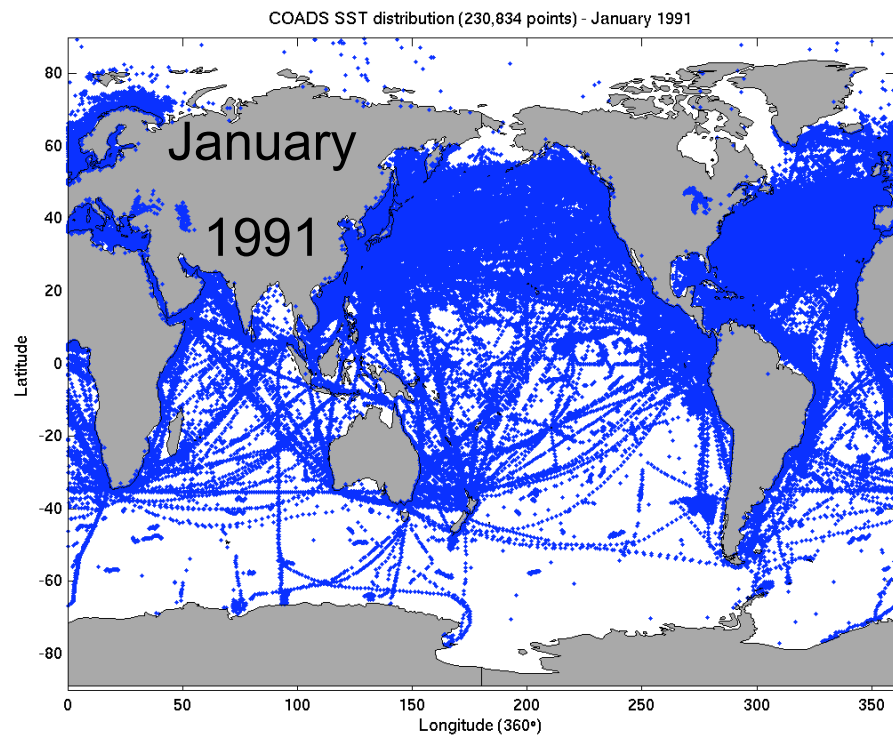 COADS SST distribution (230,834 points) - January 1991
80
60
40
20
0
-20
-40
-60
-80
Latitude
January
1991
0 50 100 150 200 250 300 350
Longitude (360°)